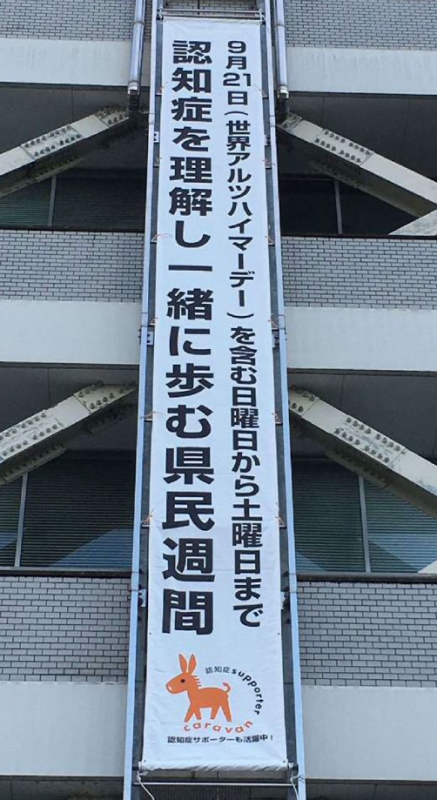 9月21日(世界アルツハイマーデー)を含む日曜日から土曜日まで
認知症を理解し一緒に歩む県民週間
認知症supporter
caravan
認知症サポーターも活躍中!